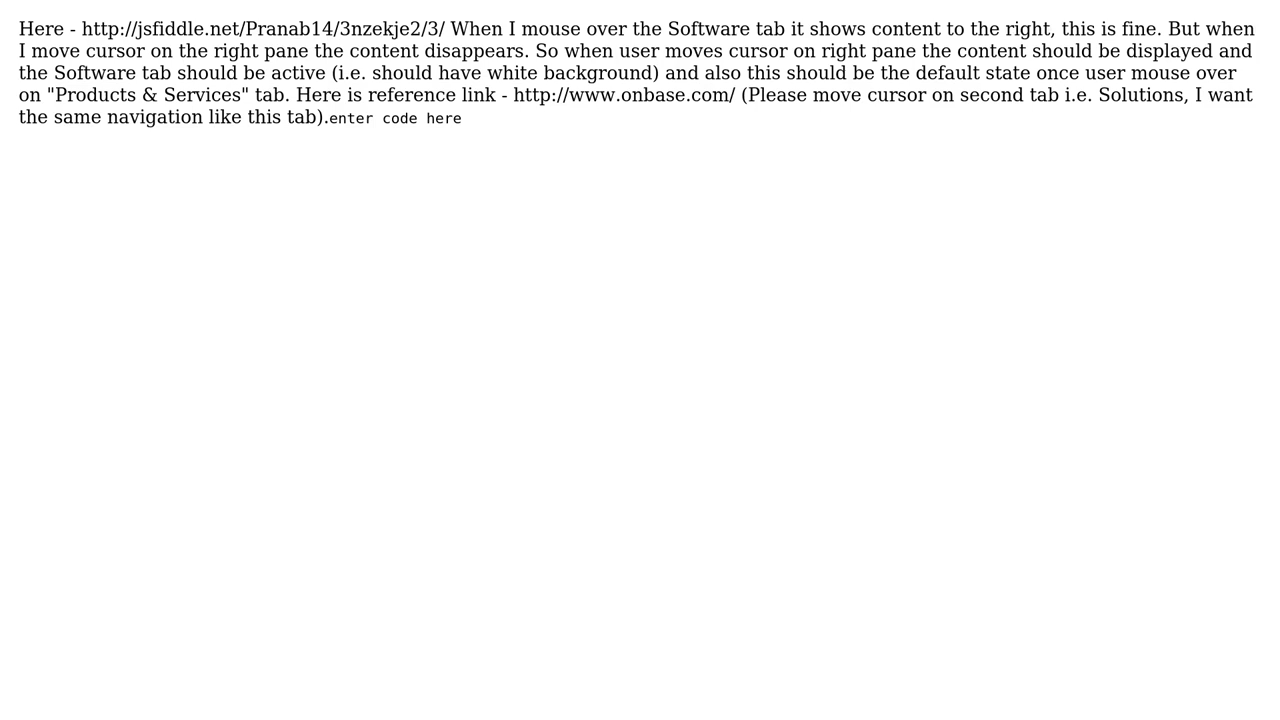 Here - http://jsfiddle.net/Pranab14/3nzekje2/3/ When I mouse over the Software tab it shows content to the right, this is fine. But when
I move cursor on the right pane the content disappears. So when user moves cursor on right pane the content should be displayed and
the Software tab should be active (i.e. should have white background) and also this should be the default state once user mouse over
on "Products & Services" tab. Here is reference link - http://www.onbase.com/ (Please move cursor on second tab i.e. Solutions, I want
the same navigation like this tab).enter code here